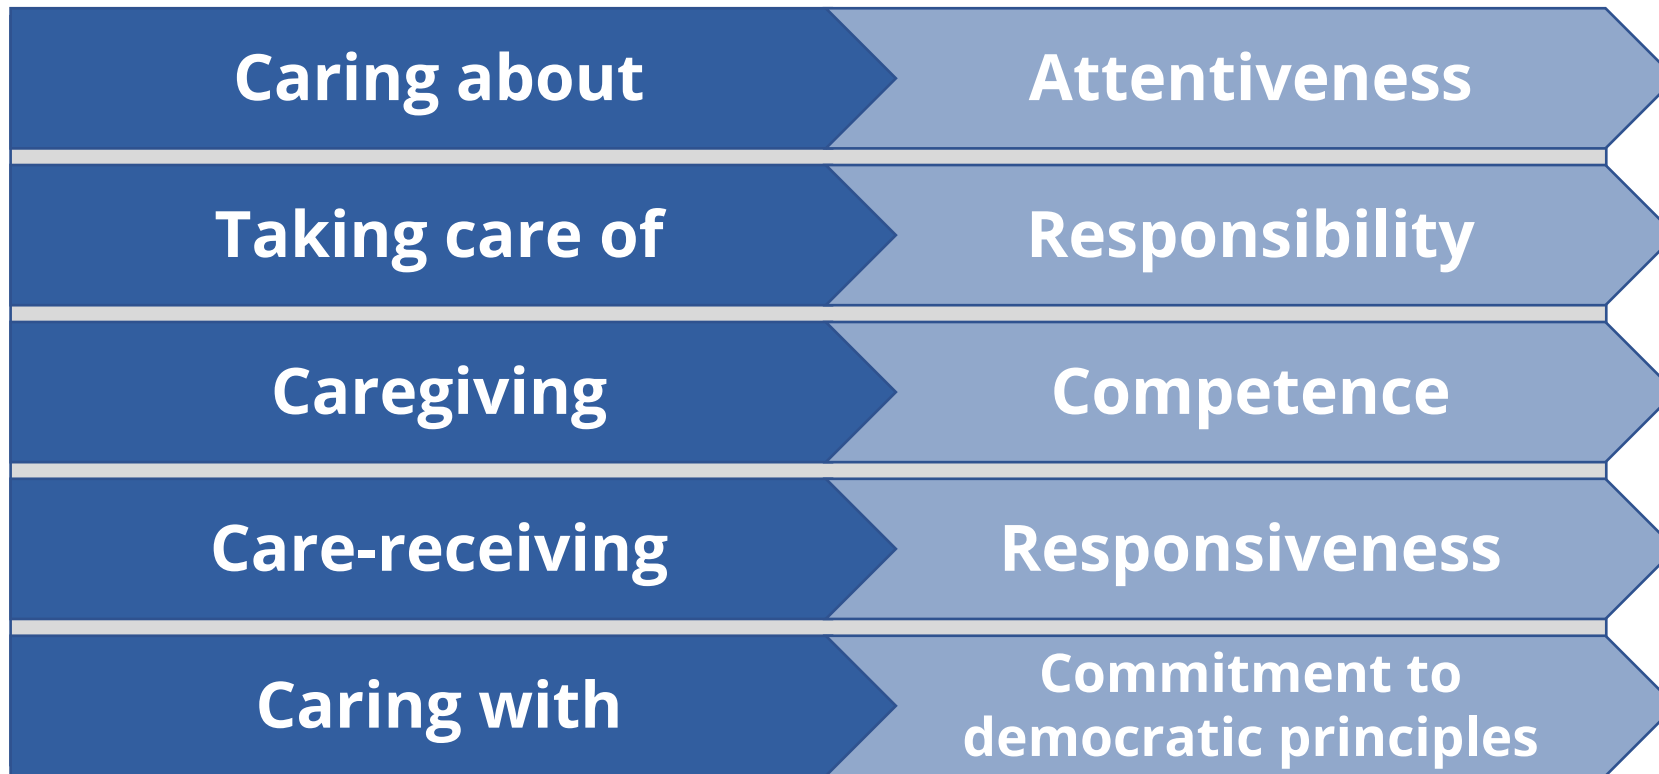 Caring about
Attentiveness
Taking care of
Responsibility
Caregiving
Competence
Care-receiving
Responsiveness
Caring with
Commitment to
democratic principles